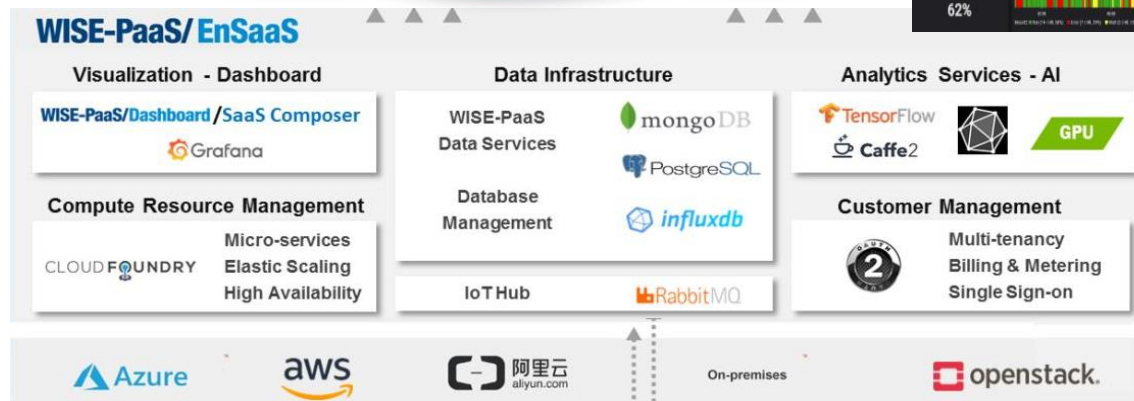 62%
WISE-PaaS/EnSaaS
Visualization - Dashboard
WISE-PaaS/Dashboard/SaaS Composer
Grafana
Data Infrastructure
WISE-PaaS
Data Services
mongoDB
PostgreSQL
Database
Management
influxdb
Analytics Services - AI
TensorFlow
Caffe2
GPU
Compute Resource Management
CLOUD FOUNDRY
Micro-services
Elastic Scaling
High Availability
IoT Hub
RabbitMQ
Customer Management
OAUTH
2
Multi-tenancy
Billing & Metering
Single Sign-on
Azure
aws
阿里云
aliyun.com
On-premises
openstack.